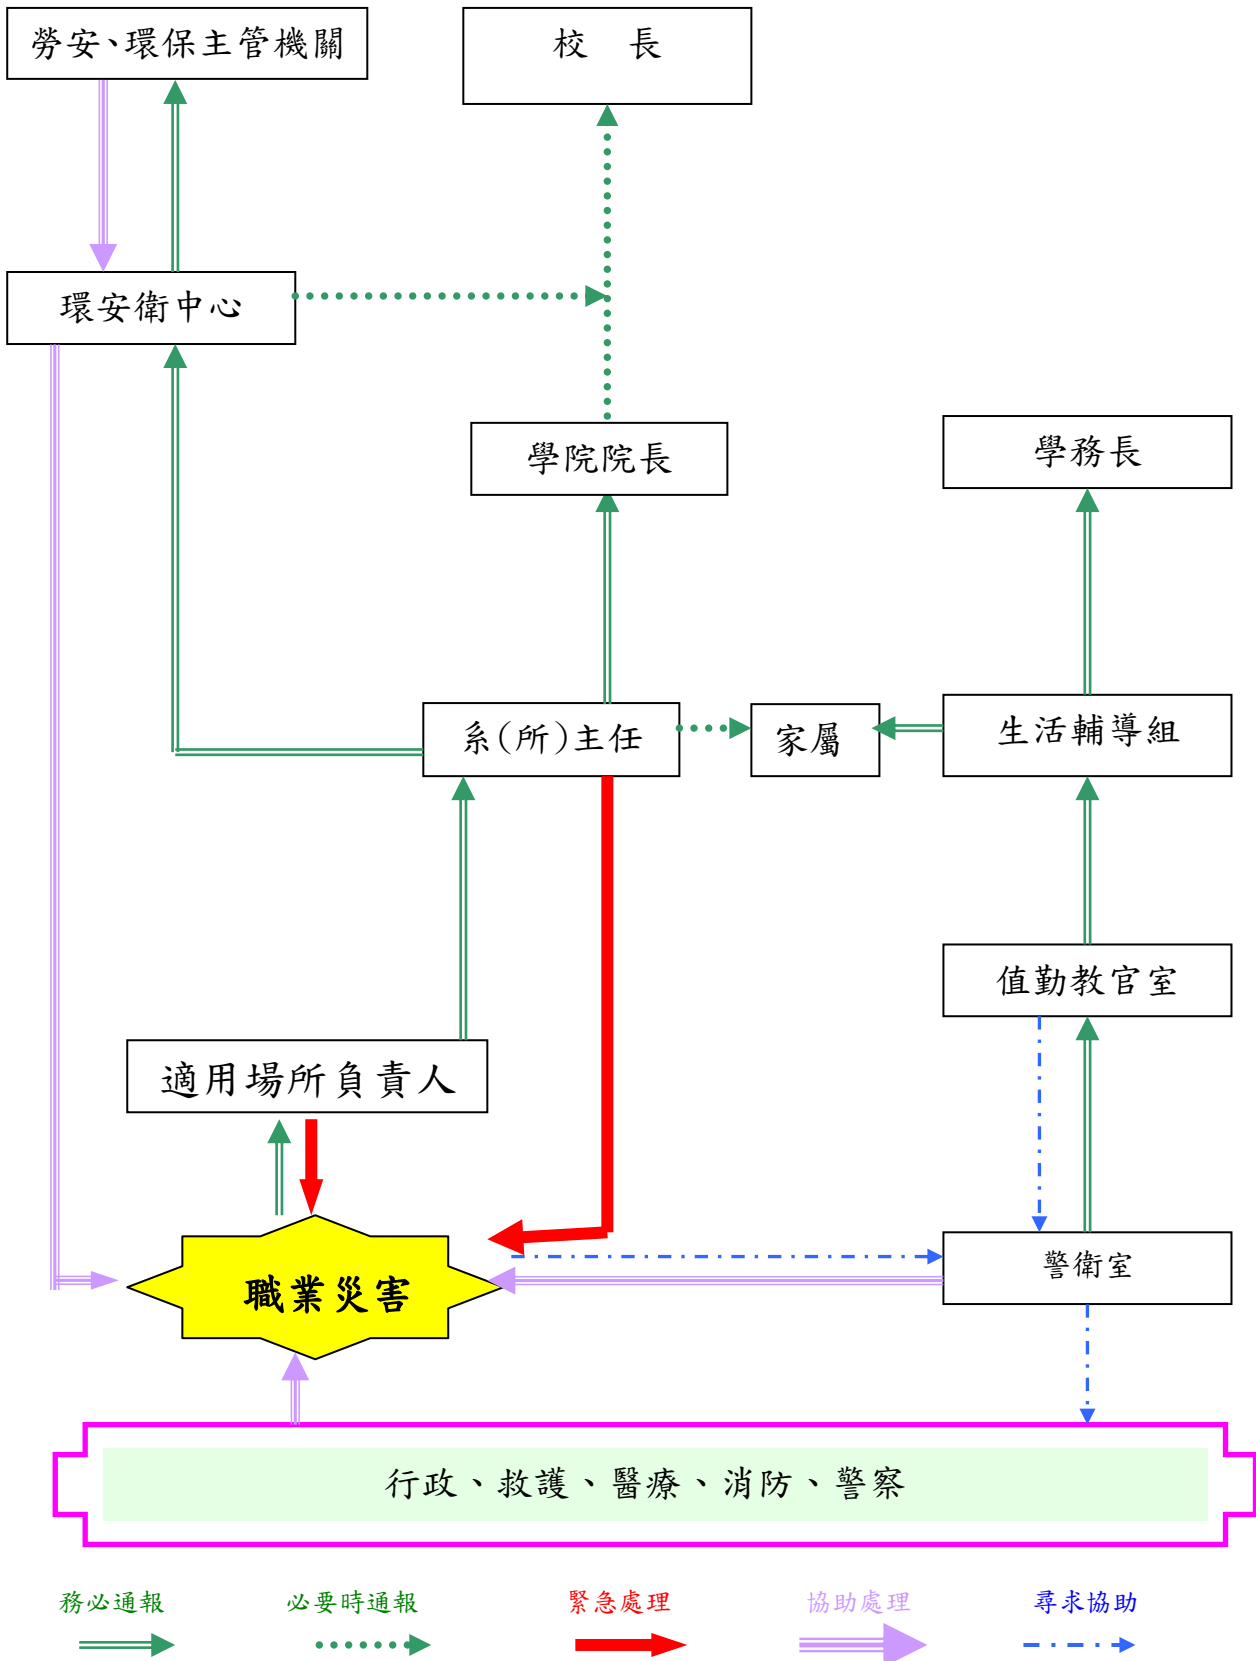 勞安、環保主管機關
校　長
環安衛中心
學院院長
學務長
系(所)主任
家屬
生活輔導組
值勤教官室
適用場所負責人
警衛室
職業災害
行政、救護、醫療、消防、警察
務必通報
必要時通報
緊急處理
協助處理
尋求協助